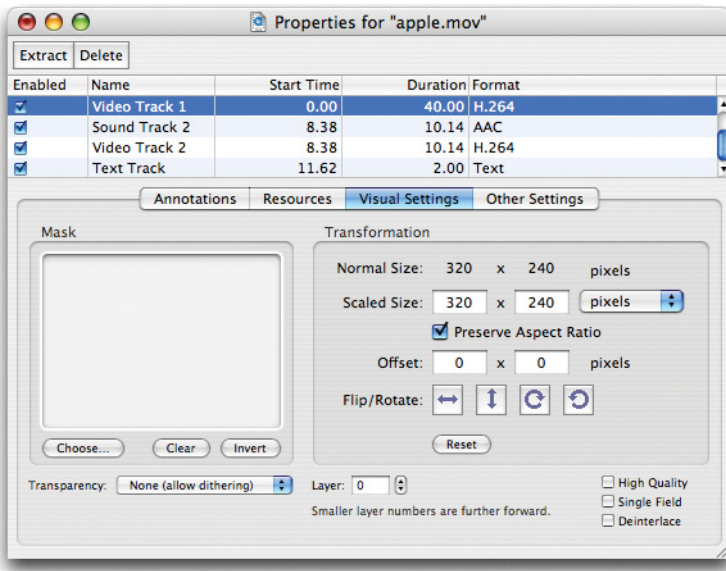 Properties for "apple.mov"
Extract Delete
Enabled Name Start Time Duration Format
Video Track 1 0.00 40.00 H.264
Sound Track 2 8.38 10.14 AAC
Video Track 2 8.38 10.14 H.264
Text Track 11.62 2.00 Text
Annotations Resources Visual Settings Other Settings
Mask
Choose... Clear Invert
Transformation
Normal Size: 320 x 240 pixels
Scaled Size: 320 x 240 pixels
Preserve Aspect Ratio
Offset: 0 x 0 pixels
Flip/Rotate:
Reset
Transparency: None (allow dithering)
Layer: 0
Smaller layer numbers are further forward.
High Quality
Single Field
Deinterlace